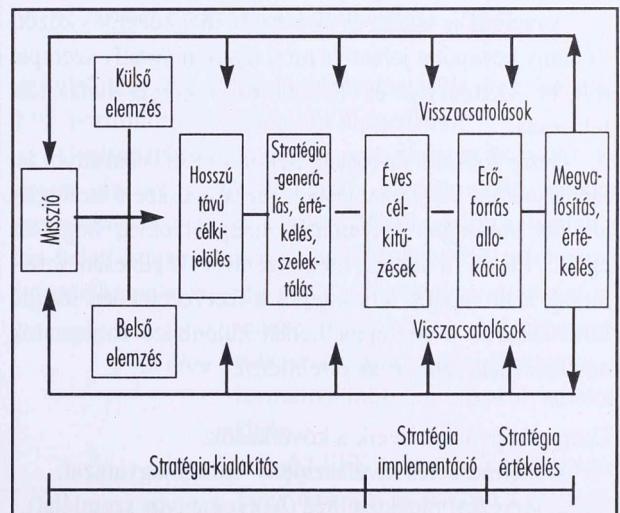 Külső
elemzés
Visszacsatolások
Misszió
Hosszú
távú
célki-
jelölés
Stratégia
-generá-
lás, érté-
kelés,
szelek-
tálás
Éves
cél-
kitű-
zések
Erő-
forrás
allo-
káció
Megva-
lósítás,
érté-
kelés
Belső
elemzés
Visszacsatolások
Stratégia-kialakítás
Stratégia
implementáció
Stratégia
értékelés